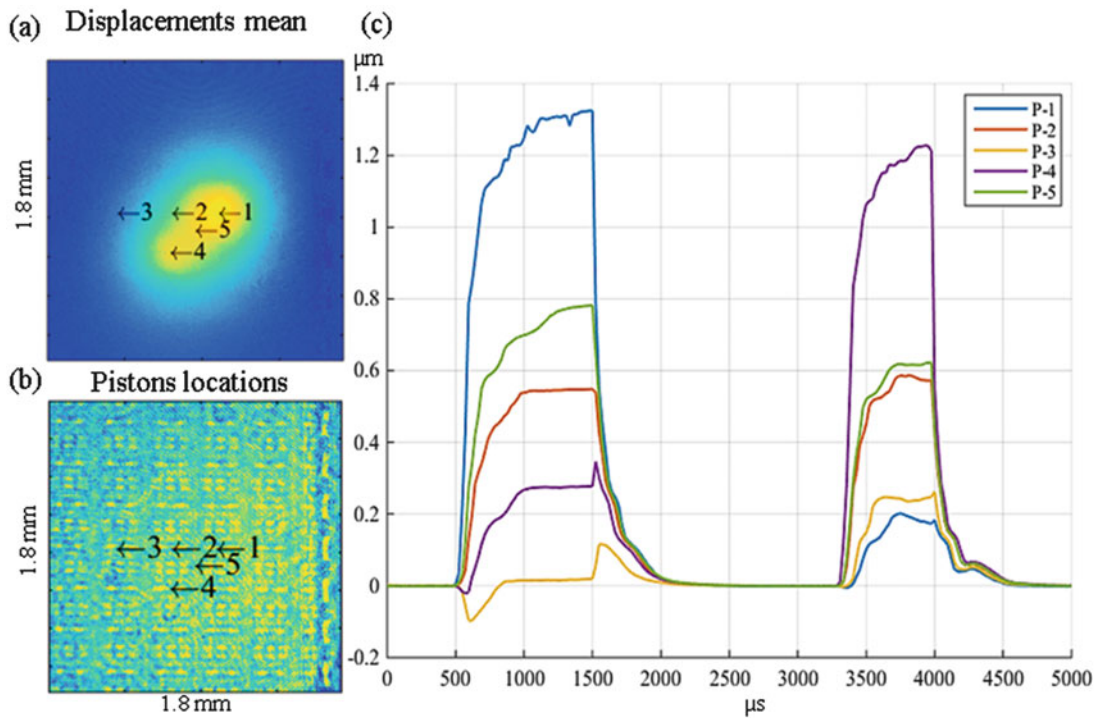 (a) Displacements mean
1.8 mm
←3 ←2 ←1
←5
←4
(b) Pistons locations
1.8 mm
←3 ←2 ←1
←5
←4
1.8 mm
(c)
µm
1.4
1.2
1
0.8
0.6
0.4
0.2
0
-0.2
P-1
P-2
P-3
P-4
P-5
0 500 1000 1500 2000 2500 3000 3500 4000 4500 5000
µs